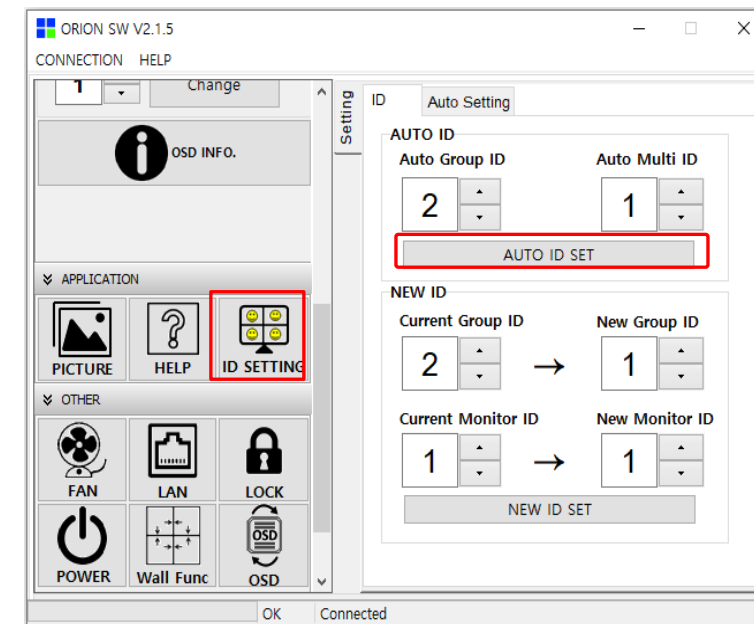 ORION SW V2.1.5
CONNECTION HELP
1 Change
OSD INFO.
APPLICATION
PICTURE HELP ID SETTING
OTHER
FAN LAN LOCK
OSD
POWER Wall Func OSD
Setting
ID Auto Setting
AUTO ID
Auto Group ID Auto Multi ID
2 1
AUTO ID SET
NEW ID
Current Group ID New Group ID
2 → 1
Current Monitor ID New Monitor ID
1 → 1
NEW ID SET
OK Connected